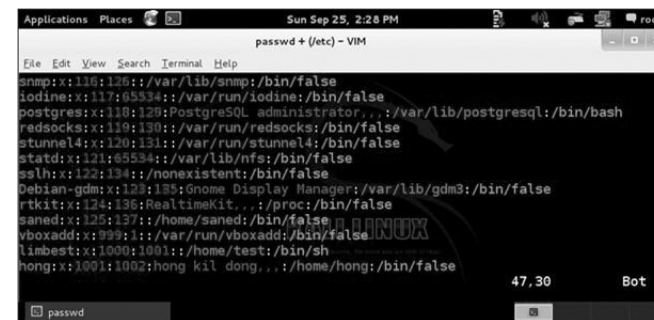 Applications Places Sun Sep 25, 2:28 PM roo
passwd + (/etc) - VIM
File Edit View Search Terminal Help
snmp:x:116:126::/var/lib/snmp:/bin/false
iodine:x:117:65534::/var/run/iodine:/bin/false
postgres:x:118:129:PostgreSQL administrator,,,:/var/lib/postgresql:/bin/bash
redsocks:x:119:130::/var/run/redsocks:/bin/false
stunnel4:x:120:131::/var/run/stunnel4:/bin/false
statd:x:121:65534::/var/lib/nfs:/bin/false
sslh:x:122:134::/nonexistent:/bin/false
Debian-gdm:x:123:135:Gnome Display Manager:/var/lib/gdm3:/bin/false
rtkit:x:124:136:RealtimeKit,,,:/proc:/bin/false
saned:x:125:137::/home/saned:/bin/false
vboxadd:x:999:1::/var/run/vboxadd:/bin/false
limbest:x:1000:1001::/home/test:/bin/sh
hong:x:1001:1002:hong kil dong,,,:/home/hong:/bin/false
47,30 Bot
passwd